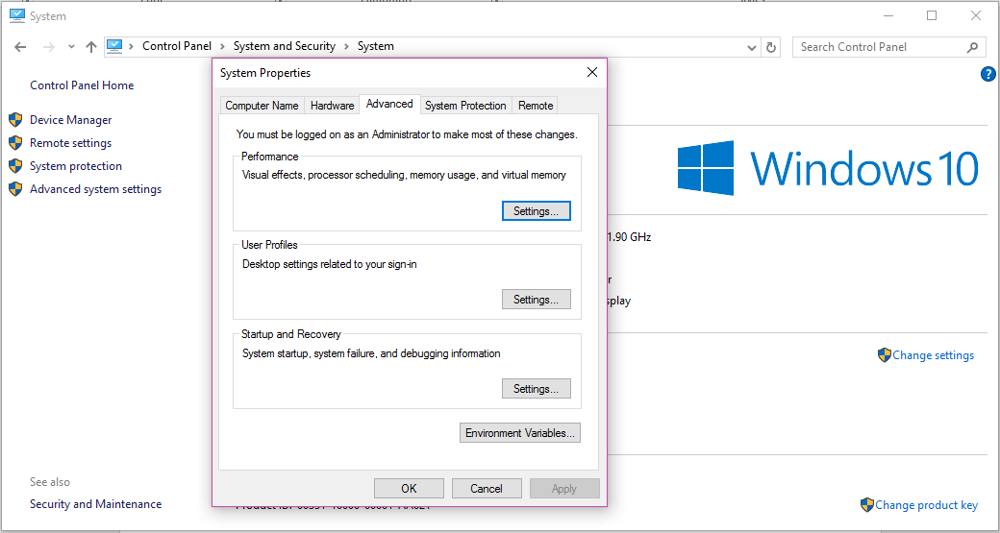 System
Control Panel > System and Security > System
Search Control Panel
Control Panel Home
Device Manager
Remote settings
System protection
Advanced system settings
System Properties
Computer Name Hardware Advanced System Protection Remote
You must be logged on as an Administrator to make most of these changes.
Performance
Visual effects, processor scheduling, memory usage, and virtual memory
Settings...
User Profiles
Desktop settings related to your sign-in
Settings...
Startup and Recovery
System startup, system failure, and debugging information
Settings...
Environment Variables...
OK Cancel Apply
?
Windows 10
1.90 GHz
r
splay
Change settings
See also
Security and Maintenance
Change product key